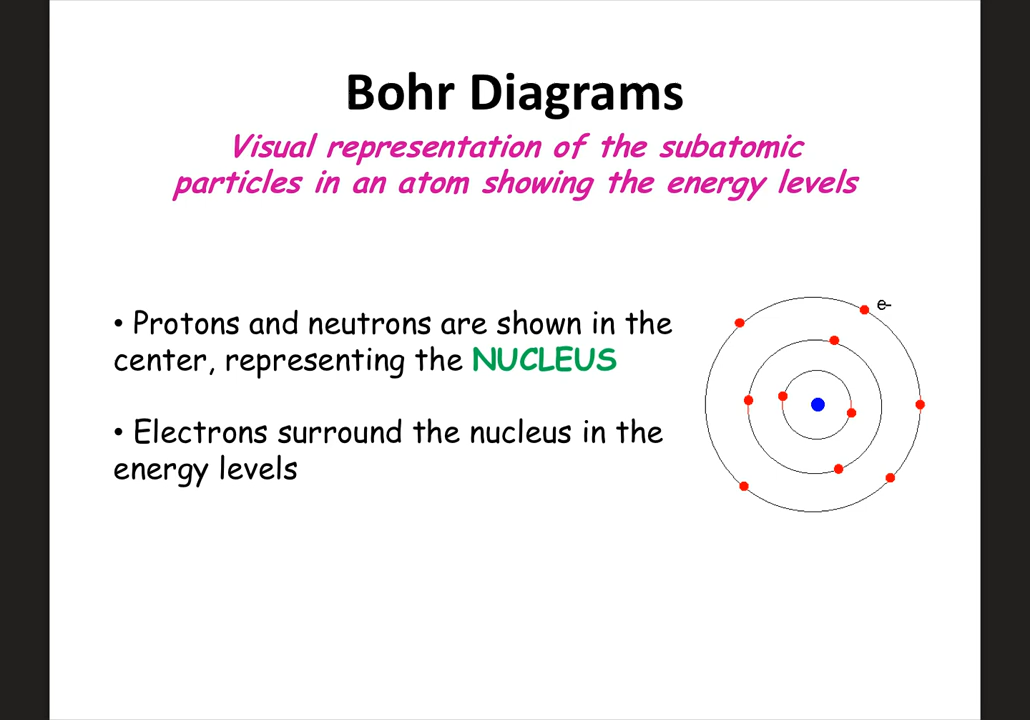 Bohr Diagrams
Visual representation of the subatomic
particles in an atom showing the energy levels
• Protons and neutrons are shown in the
center, representing the NUCLEUS
• Electrons surround the nucleus in the
energy levels
e-